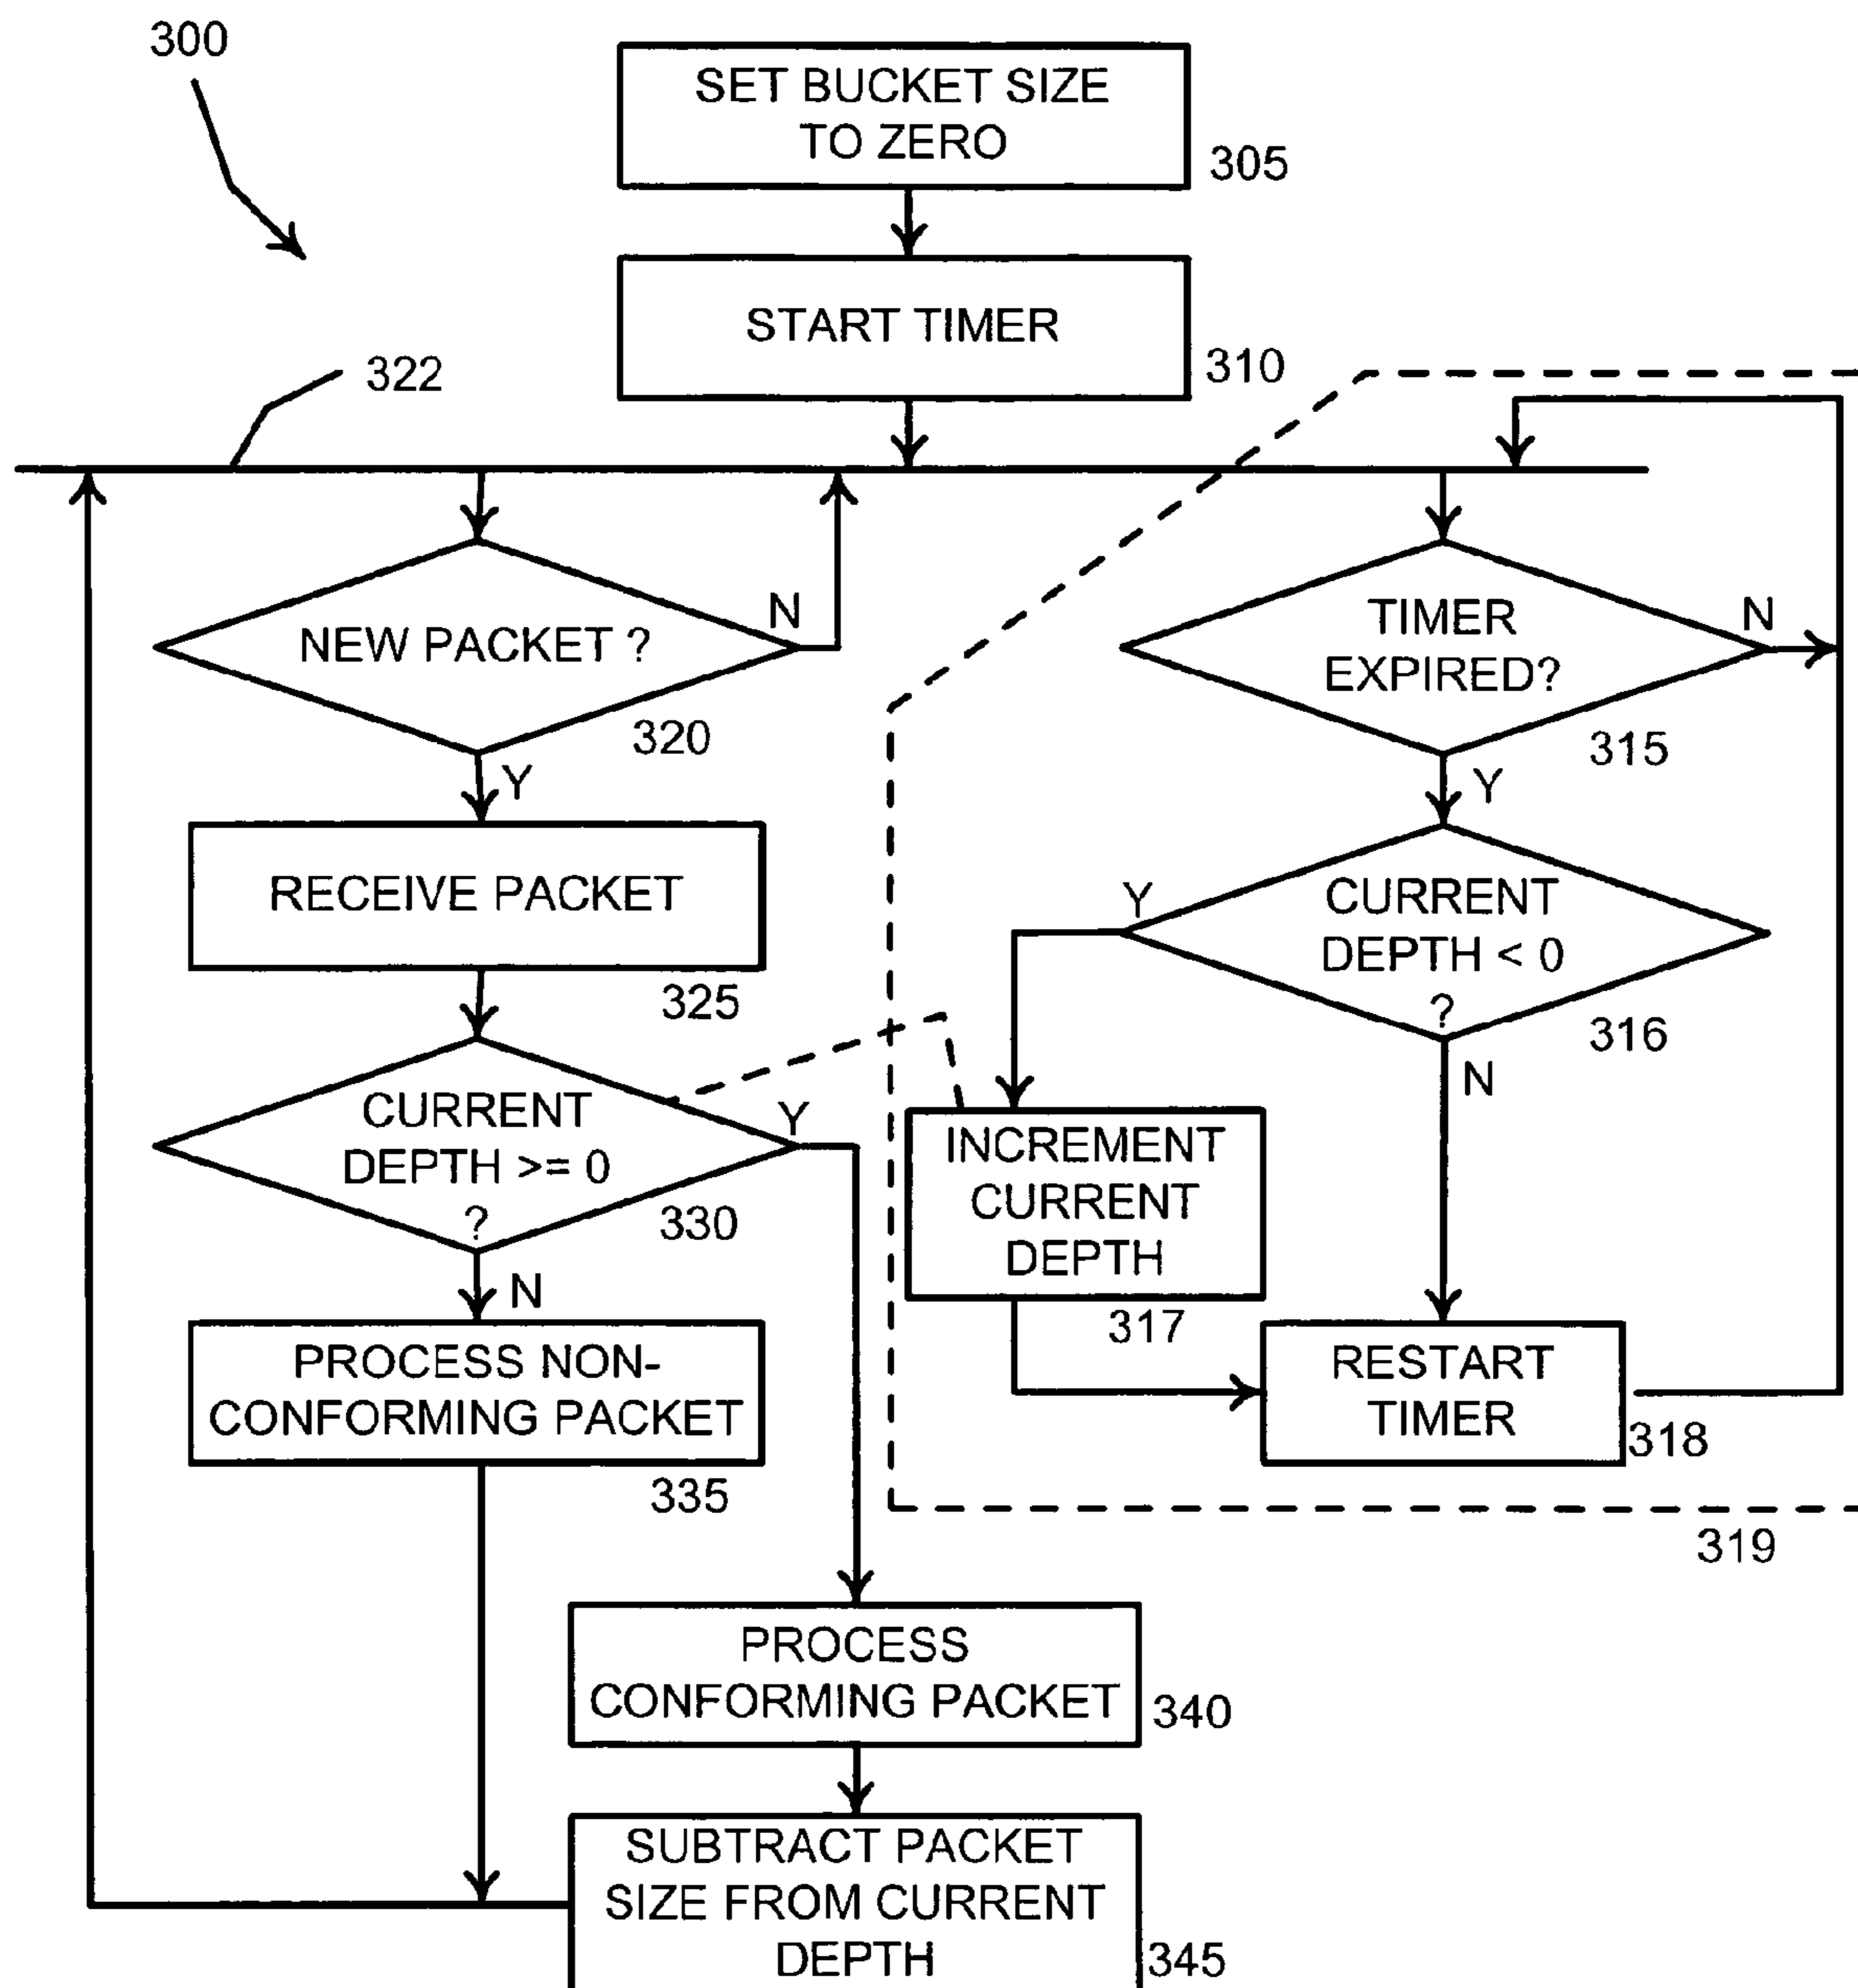 300
SET BUCKET SIZE
TO ZERO
305
START TIMER
310
322
NEW PACKET ?
N
320
Y
TIMER
EXPIRED?
N
315
Y
RECEIVE PACKET
325
CURRENT
DEPTH < 0
?
Y
316
N
CURRENT
DEPTH >= 0
?
Y
330
N
INCREMENT
CURRENT
DEPTH
317
PROCESS NON-
CONFORMING PACKET
335
RESTART
TIMER
318
319
PROCESS
CONFORMING PACKET
340
SUBTRACT PACKET
SIZE FROM CURRENT
DEPTH
345